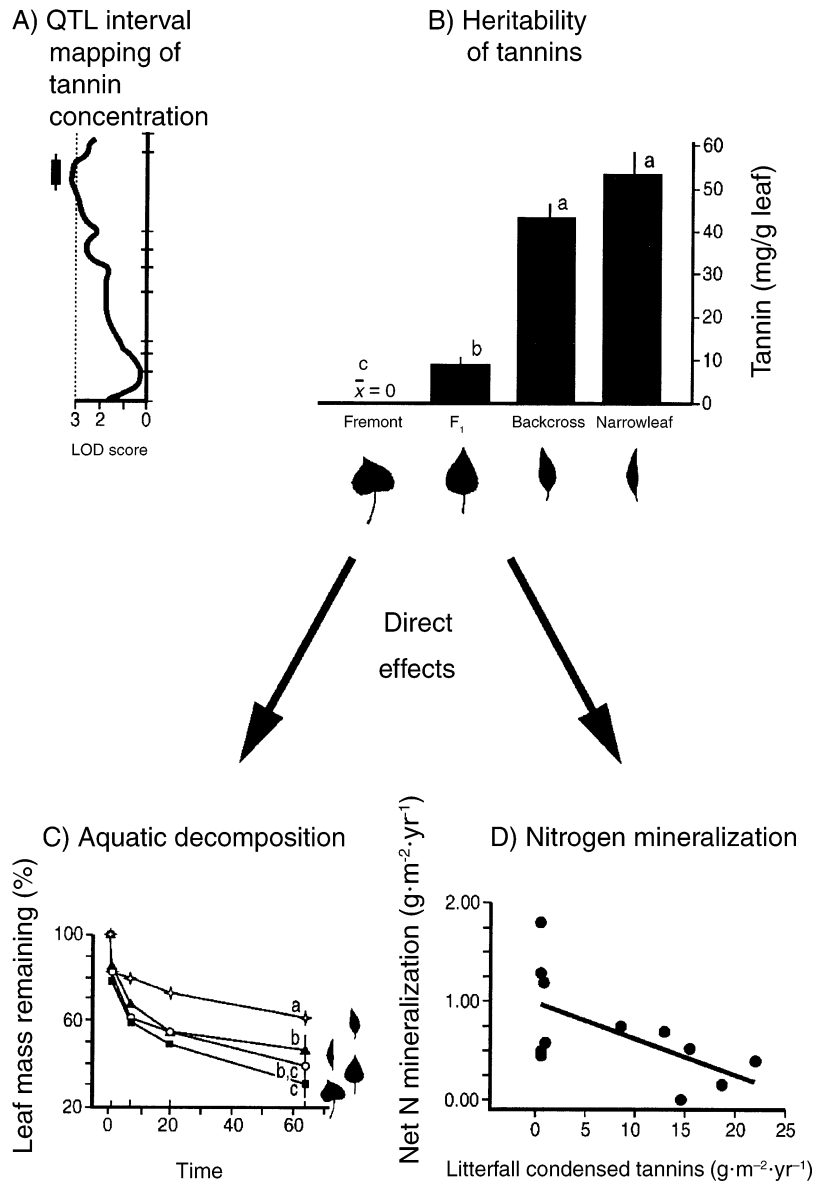 A) QTL interval
mapping of
tannin
concentration
3 2 0
LOD score
B) Heritability
of tannins
60
50
40
30
20
10
0
Tannin (mg/g leaf)
c
x̄ = 0
b
a
a
Fremont F₁ Backcross Narrowleaf
Direct
effects
C) Aquatic decomposition
Leaf mass remaining (%)
100
60
20
a
b
b,c
c
0 20 40 60
Time
D) Nitrogen mineralization
Net N mineralization (g·m⁻²·yr⁻¹)
2.00
1.00
0.00
0 5 10 15 20 25
Litterfall condensed tannins (g·m⁻²·yr⁻¹)